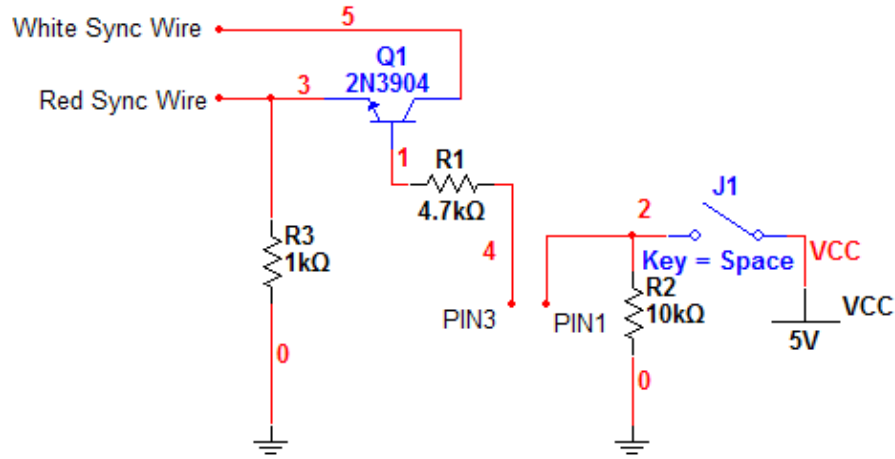 White Sync Wire
5
Q1
2N3904
Red Sync Wire
3
1
R1
4.7kΩ
J1
2
VCC
Key = Space
4
R3
1kΩ
R2
10kΩ
VCC
PIN3
PIN1
5V
0
0